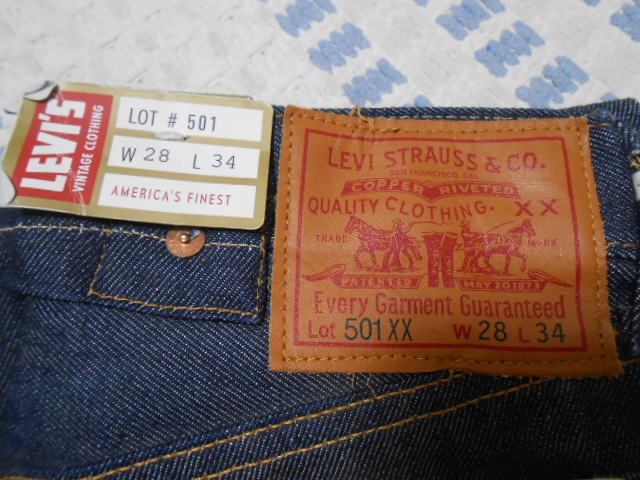 LEVI'S
VINTAGE CLOTHING
LOT # 501
W 28 L 34
AMERICA'S FINEST
LEVI STRAUSS & CO.
SAN FRANCISCO, CAL.
COPPER RIVETED
QUALITY CLOTHING. XX
TRADE MARK
PATENTED MAY 20 1873
Every Garment Guaranteed
Lot 501XX W 28 L 34